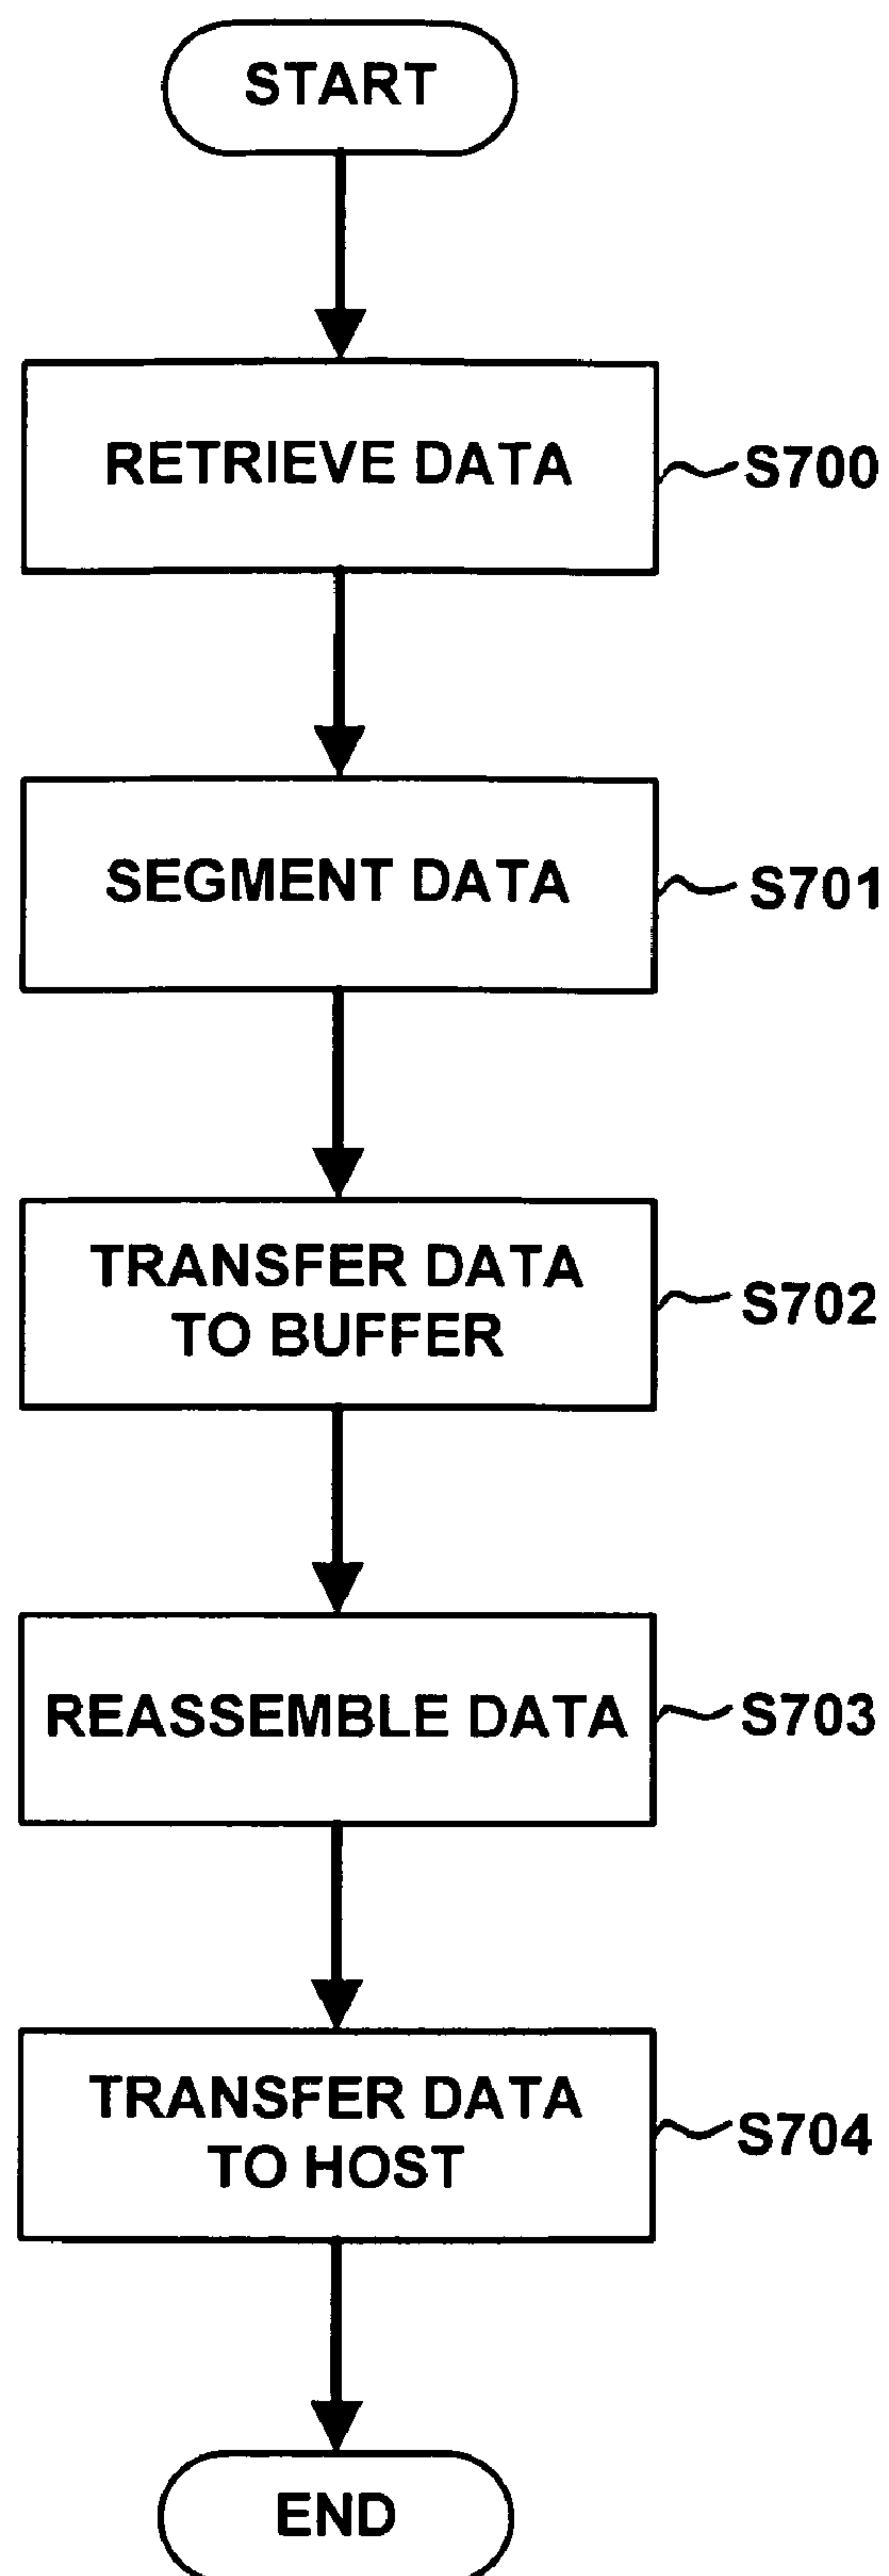 START
RETRIEVE DATA
S700
SEGMENT DATA
S701
TRANSFER DATA
TO BUFFER
S702
REASSEMBLE DATA
S703
TRANSFER DATA
TO HOST
S704
END